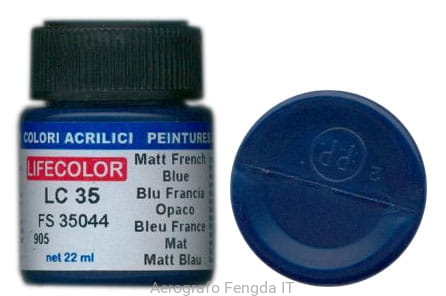 COLORI ACRILICI PEINTURES
LIFECOLOR
LC 35
FS 35044
905
net 22 ml
Matt French
Blue
Blu Francia
Opaco
Bleu France
Mat
Matt Blau
2 PP
Aerografo Fengda IT